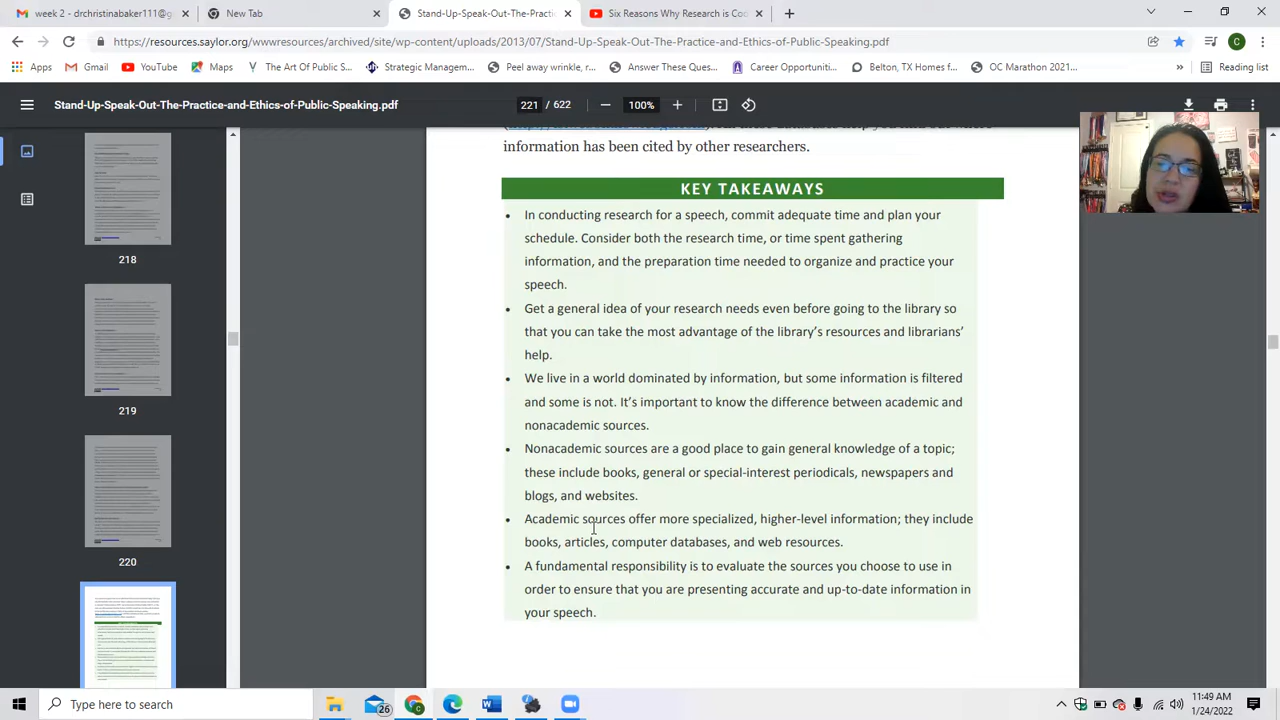 week 2 - drchristinabaker111@g
New Tab
Stand-Up-Speak-Out-The-Practic
Six Reasons Why Research is Coo
https://resources.saylor.org/wwwresources/archived/site/wp-content/uploads/2013/07/Stand-Up-Speak-Out-The-Practice-and-Ethics-of-Public-Speaking.pdf
C
Apps
Gmail
YouTube
Maps
The Art Of Public S...
Strategic Managem...
Peel away wrinkle, r...
Answer These Ques...
Career Opportuniti...
Belton, TX Homes f...
OC Marathon 2021...
»
Reading list
Stand-Up-Speak-Out-The-Practice-and-Ethics-of-Public-Speaking.pdf
221 / 622
100%
218
219
220
information has been cited by other researchers.
KEY TAKEAWAYS
• In conducting research for a speech, commit adequate time and plan your
schedule. Consider both the research time, or time spent gathering
information, and the preparation time needed to organize and practice your
speech.
• Get a general idea of your research needs even before going to the library so
that you can take the most advantage of the library's resources and librarians'
help.
• We live in a world dominated by information, but some information is filtered
and some is not. It's important to know the difference between academic and
nonacademic sources.
• Nonacademic sources are a good place to gain general knowledge of a topic;
these include books, general or special-interest periodicals, newspapers and
blogs, and websites.
• Academic sources offer more specialized, higher-level information; they include
books, articles, computer databases, and web resources.
• A fundamental responsibility is to evaluate the sources you choose to use in
order to ensure that you are presenting accurate and up-to-date information in
your speech.
Type here to search
25
11:49 AM
1/24/2022